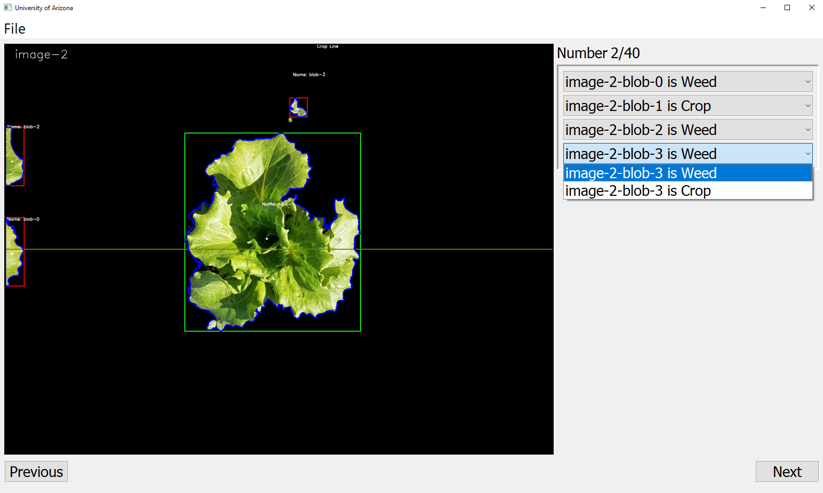 University of Arizona
File
image-2
Crop Line
Name: blob-3
Name: blob-2
Name: blob-0
Number 2/40
image-2-blob-0 is Weed
image-2-blob-1 is Crop
image-2-blob-2 is Weed
image-2-blob-3 is Weed
image-2-blob-3 is Weed
image-2-blob-3 is Crop
Previous
Next